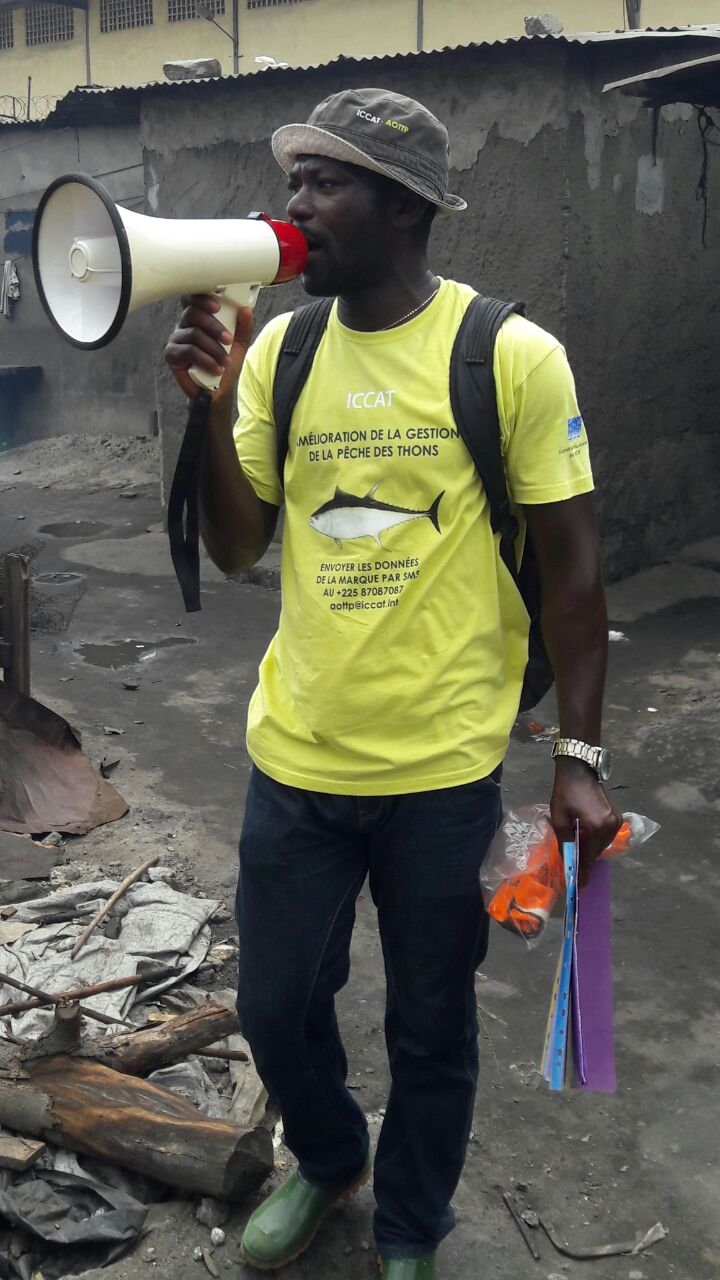 ICCAT - AOTTP
ICCAT
AMÉLIORATION DE LA GESTION
DE LA PÊCHE DES THONS
ENVOYER LES DONNÉES
DE LA MARQUE PAR SMS
AU +225 87087087
aottp@iccat.int